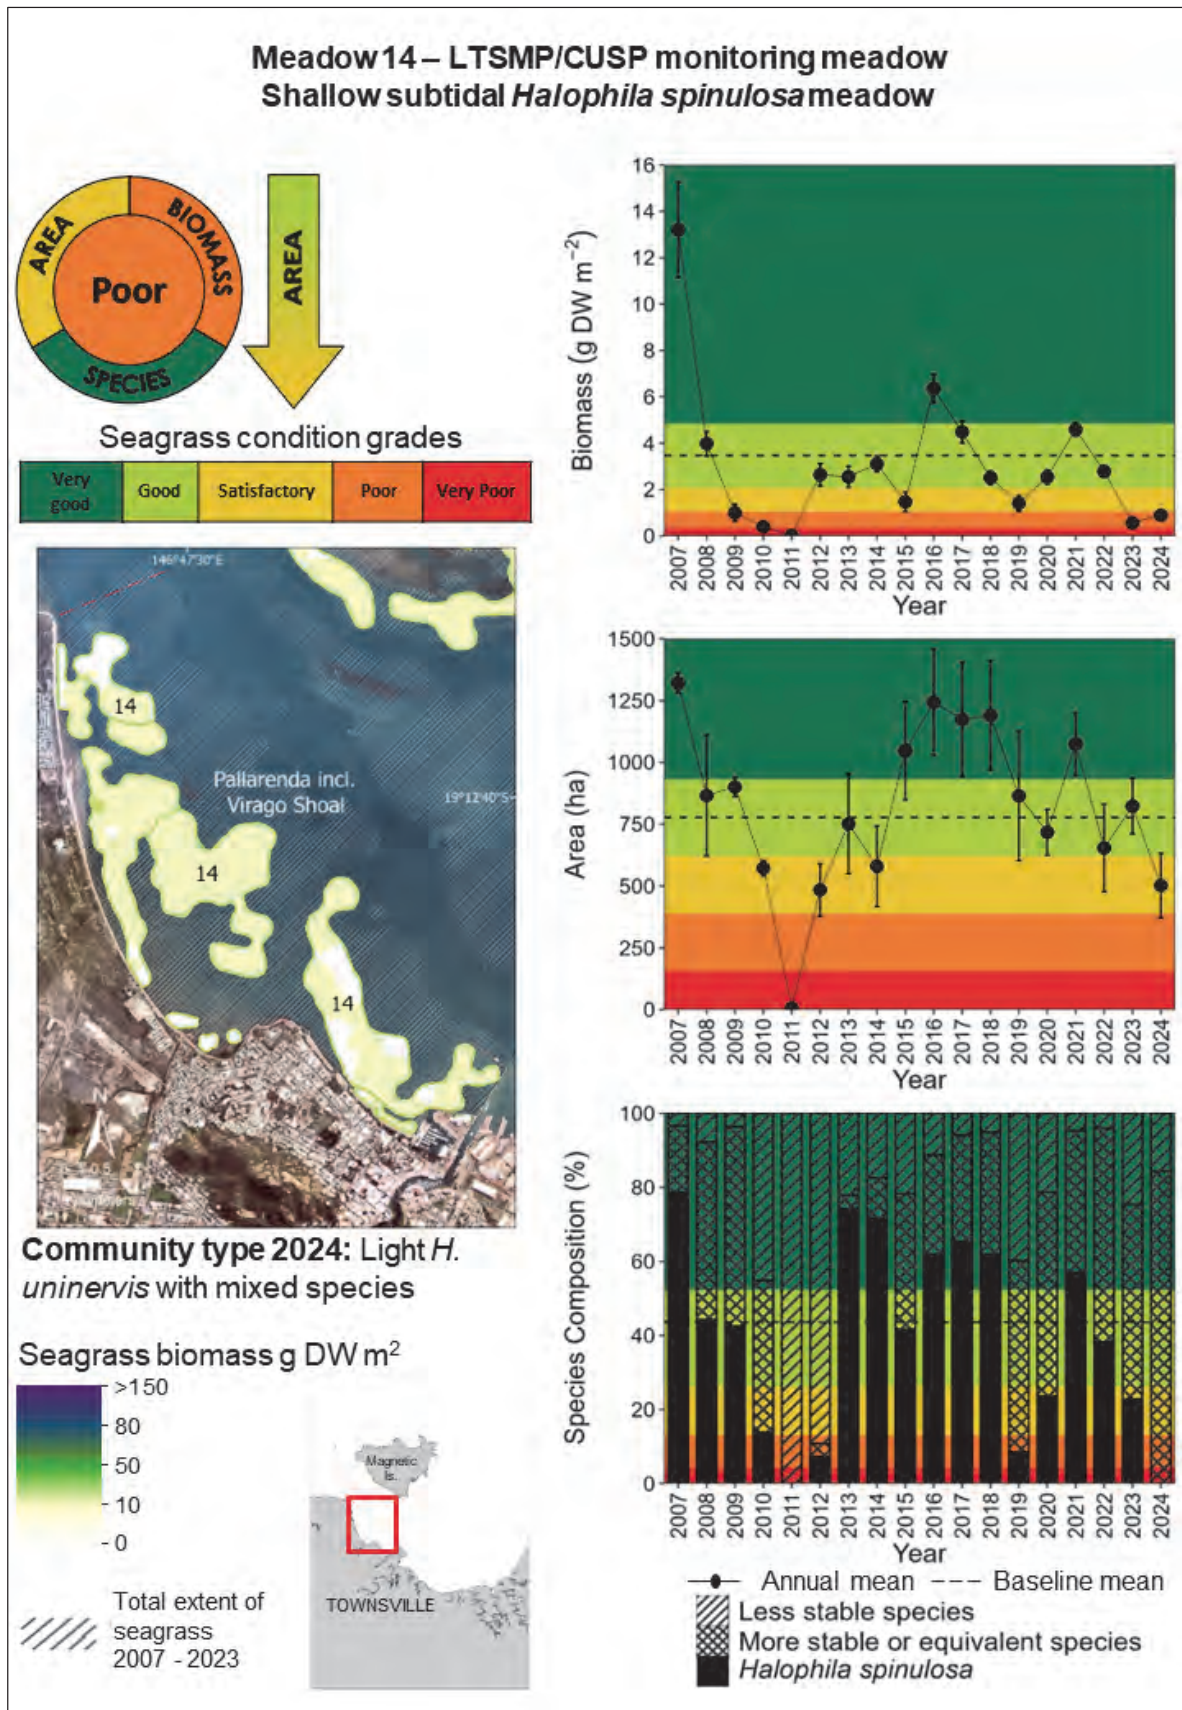 Meadow 14 – LTSMP/CUSP monitoring meadow
Shallow subtidal Halophila spinulosa meadow
AREA
BIOMASS
Poor
SPECIES
AREA
Seagrass condition grades
Very good
Good
Satisfactory
Poor
Very Poor
146°47'30"E
14
Pallarenda incl.
Virago Shoal
19°12'40"S
14
14
Community type 2024: Light H.
uninervis with mixed species
Seagrass biomass g DW m²
>150
80
50
10
0
Total extent of
seagrass
2007 - 2023
Magnetic
Is.
TOWNSVILLE
Biomass (g DW m⁻²)
16
14
12
10
8
6
4
2
0
2007 2008 2009 2010 2011 2012 2013 2014 2015 2016 2017 2018 2019 2020 2021 2022 2023 2024
Year
Area (ha)
1500
1250
1000
750
500
250
0
2007 2008 2009 2010 2011 2012 2013 2014 2015 2016 2017 2018 2019 2020 2021 2022 2023 2024
Year
Species Composition (%)
100
80
60
40
20
0
2007 2008 2009 2010 2011 2012 2013 2014 2015 2016 2017 2018 2019 2020 2021 2022 2023 2024
Year
Annual mean
Baseline mean
Less stable species
More stable or equivalent species
Halophila spinulosa